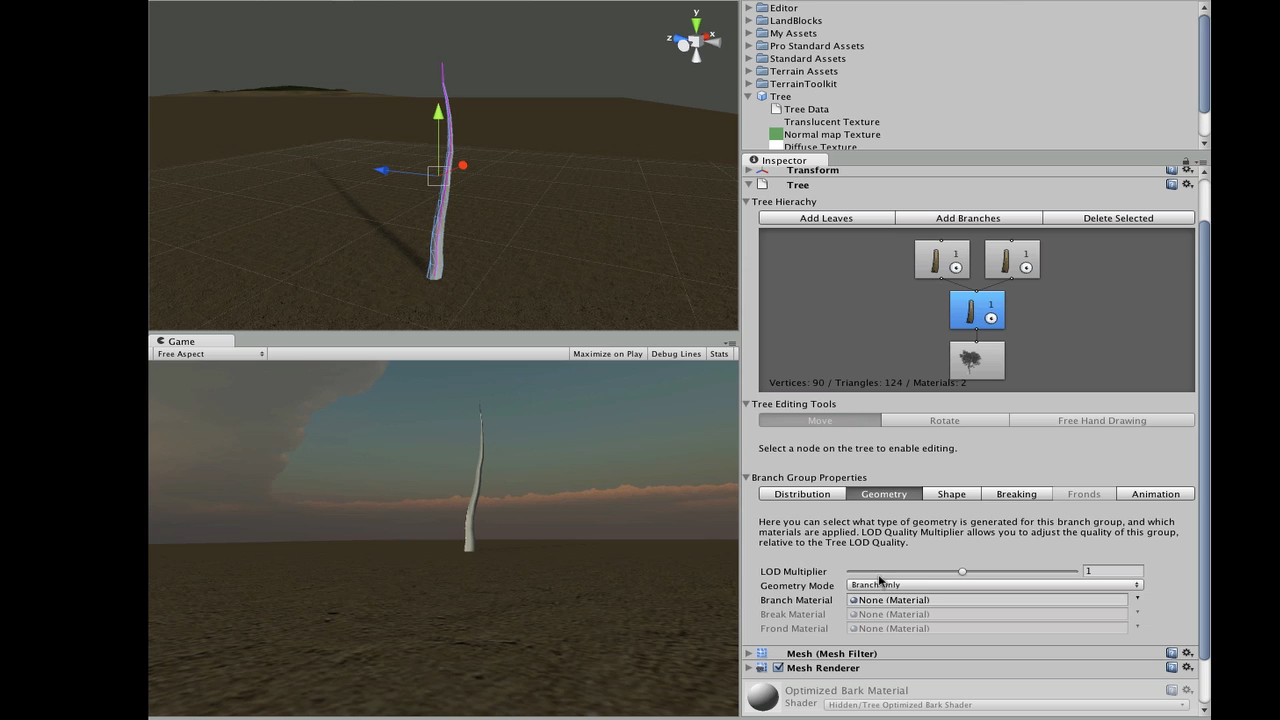 Editor
LandBlocks
My Assets
Pro Standard Assets
Standard Assets
Terrain Assets
TerrainToolkit
Tree
Tree Data
Translucent Texture
Normal map Texture
Diffuse Texture
y
z
x
Inspector
Transform
Tree
Tree Hierachy
Add Leaves Add Branches Delete Selected
1 1
1
Vertices: 90 / Triangles: 124 / Materials: 2
Game
Free Aspect Maximize on Play Debug Lines Stats
Tree Editing Tools
Move Rotate Free Hand Drawing
Select a node on the tree to enable editing.
Branch Group Properties
Distribution Geometry Shape Breaking Fronds Animation
Here you can select what type of geometry is generated for this branch group, and which
materials are applied. LOD Quality Multiplier allows you to adjust the quality of this group,
relative to the Tree LOD Quality.
LOD Multiplier 1
Geometry Mode Branch Only
Branch Material None (Material)
Break Material None (Material)
Frond Material None (Material)
Mesh (Mesh Filter)
Mesh Renderer
Optimized Bark Material
Shader Hidden/Tree Optimized Bark Shader